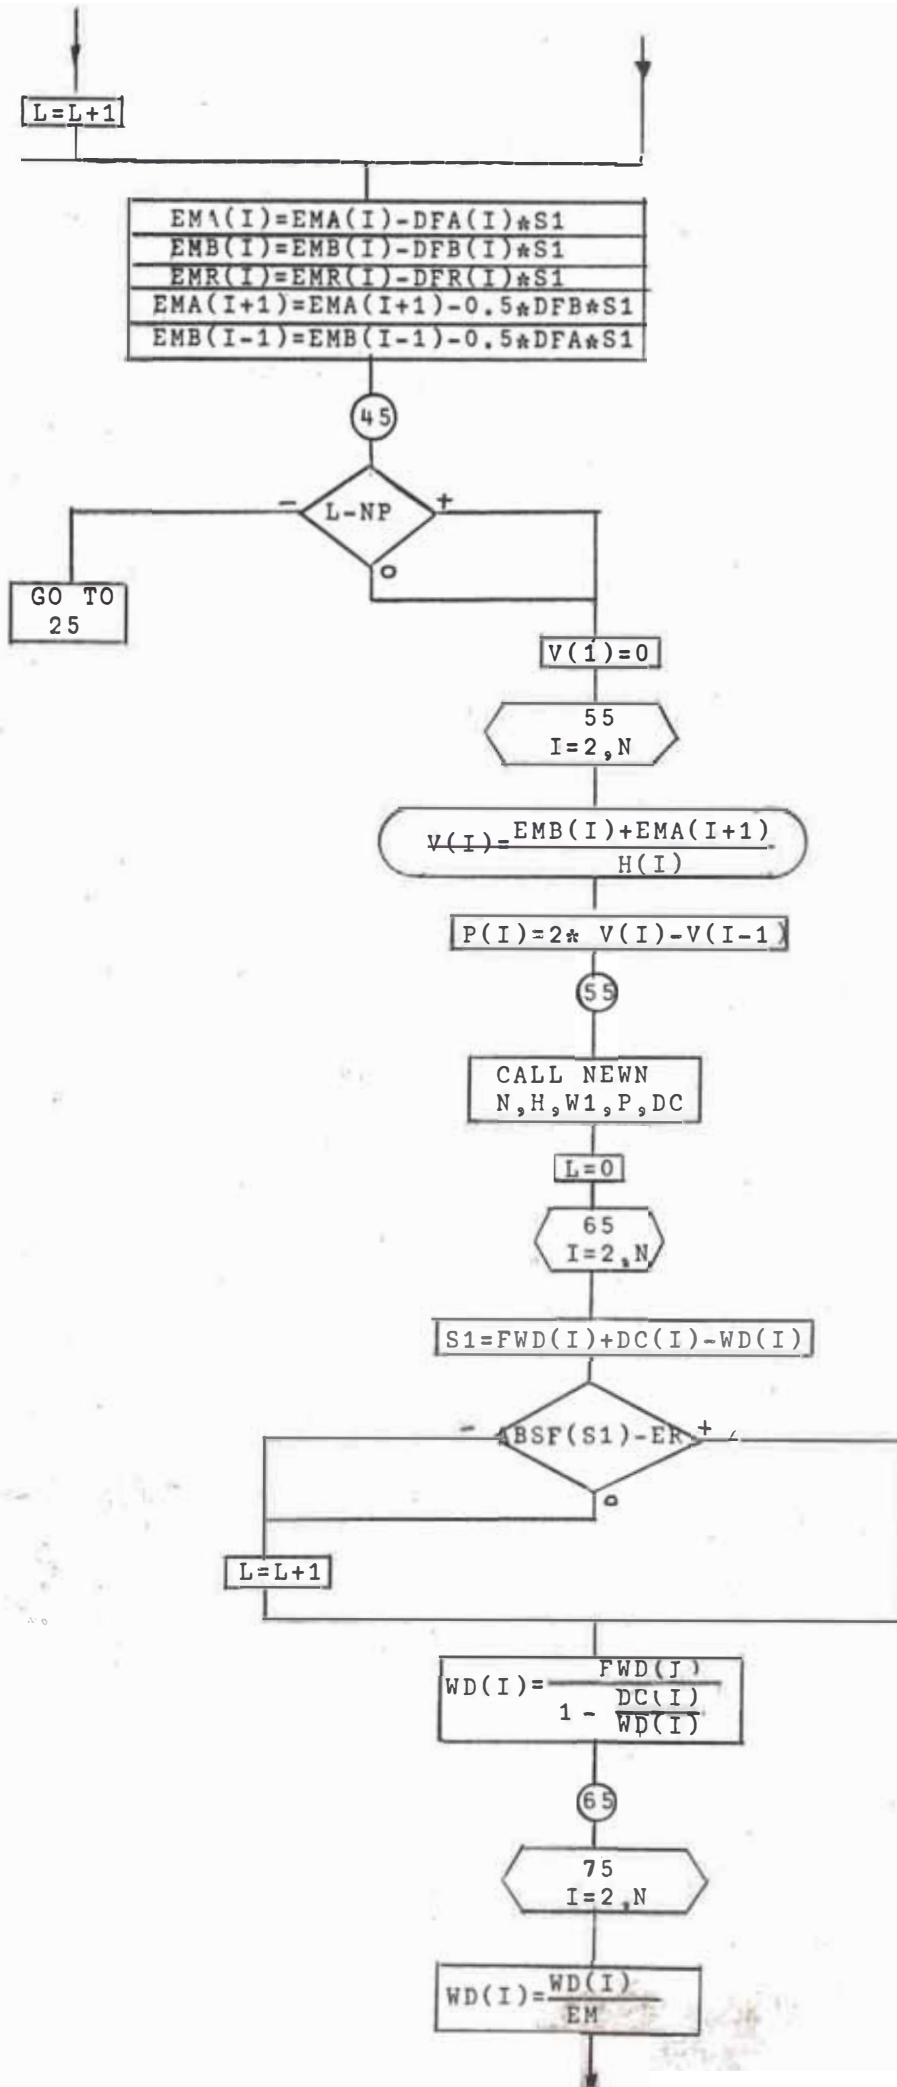 L=L+1
EMA(I)=EMA(I)-DFA(I)*S1
EMB(I)=EMB(I)-DFB(I)*S1
EMR(I)=EMR(I)-DFR(I)*S1
EMA(I+1)=EMA(I+1)-0.5*DFB*S1
EMB(I-1)=EMB(I-1)-0.5*DFA*S1
45
- L-NP +
0
GO TO
25
V(1)=0
55
I=2,N
V(I)=EMB(I)+EMA(I+1)
H(I)
P(I)=2* V(I)-V(I-1)
55
CALL NEWN
N,H,W1,P,DC
L=0
65
I=2,N
S1=FWD(I)+DC(I)-WD(I)
- ABSF(S1)-ER +
0
L=L+1
WD(I)=FWD(I)
1 - DC(I)
WD(I)
65
75
I=2,N
WD(I)=WD(I)
EM